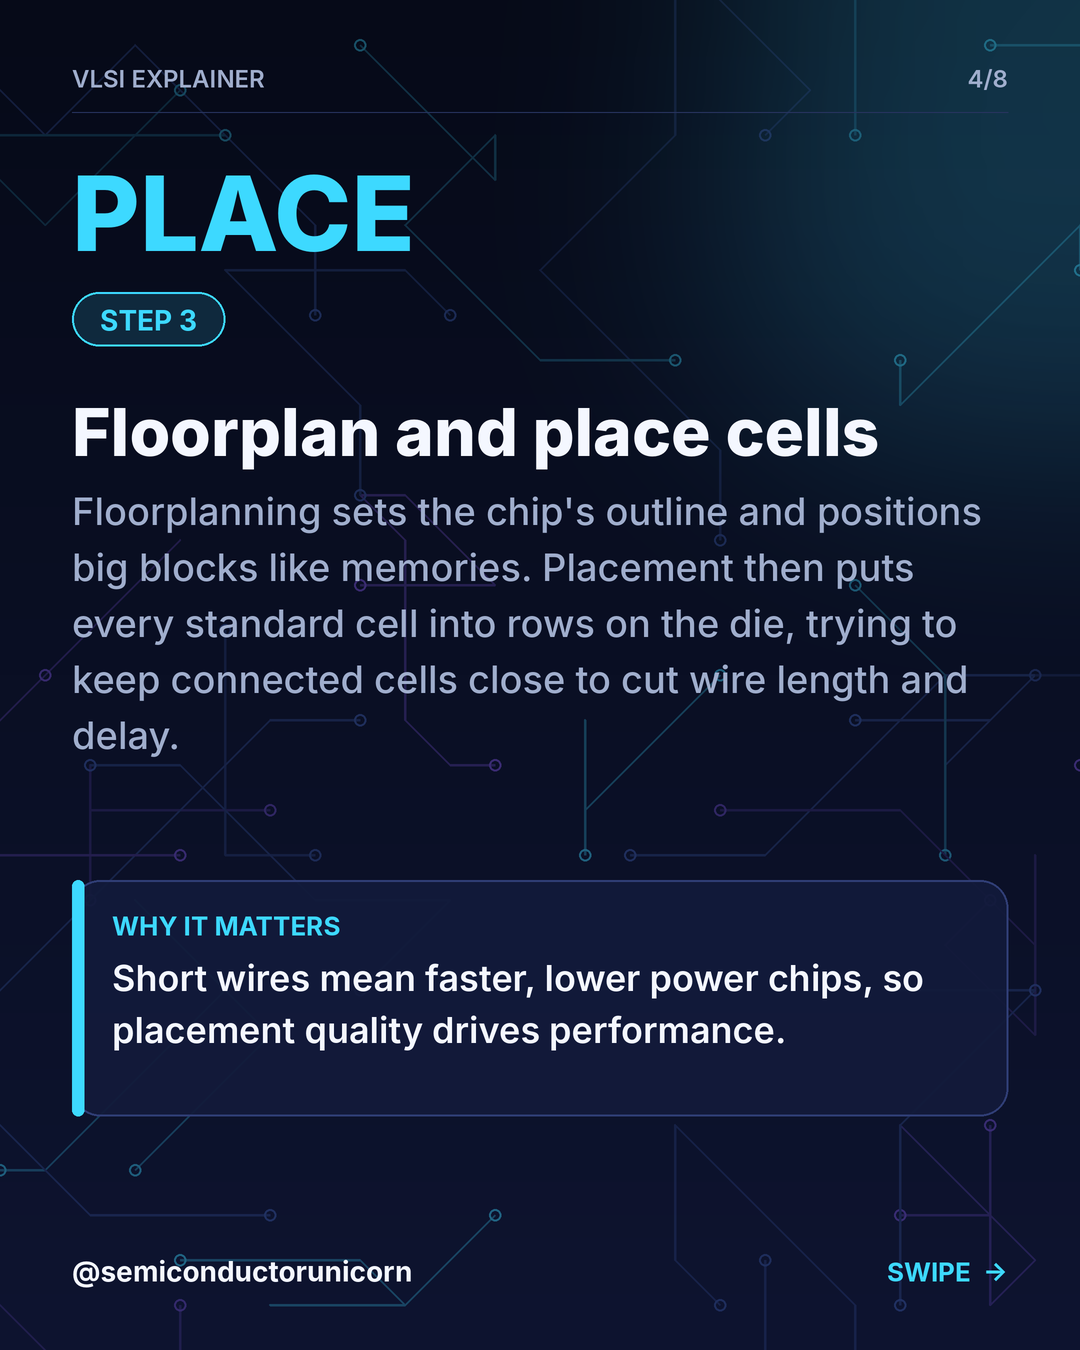 VLSI EXPLAINER
4/8
PLACE
STEP 3
Floorplan and place cells
Floorplanning sets the chip's outline and positions
big blocks like memories. Placement then puts
every standard cell into rows on the die, trying to
keep connected cells close to cut wire length and
delay.
WHY IT MATTERS
Short wires mean faster, lower power chips, so
placement quality drives performance.
@semiconductorunicorn
SWIPE →